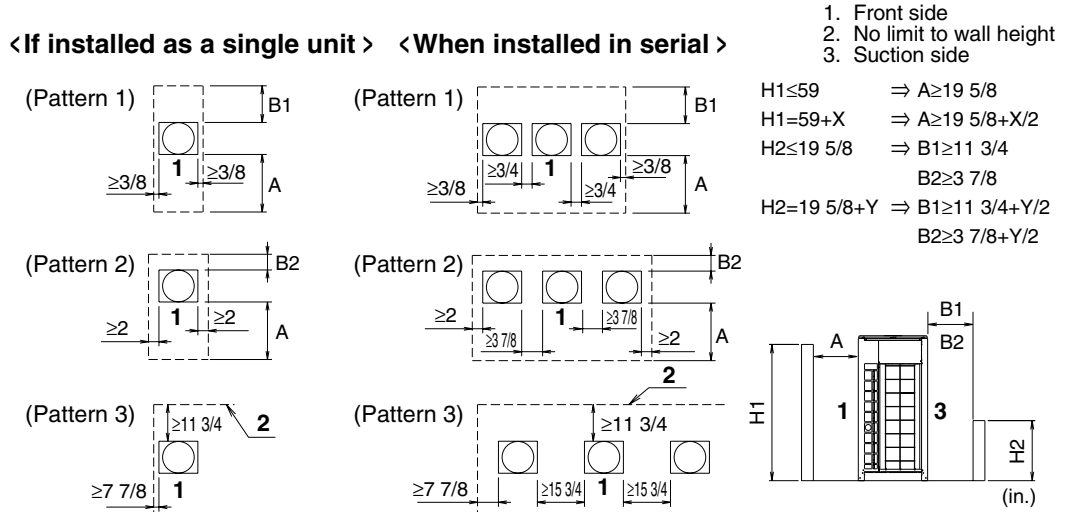 <If installed as a single unit> <When installed in serial>
1. Front side
2. No limit to wall height
3. Suction side
(Pattern 1)
B1
1
≥3/8
≥3/8
A
(Pattern 1)
B1
≥3/4
1
≥3/8
≥3/8
≥3/4
A
H1≤59 ⇒ A≥19 5/8
H1=59+X ⇒ A≥19 5/8+X/2
H2≤19 5/8 ⇒ B1≥11 3/4
B2≥3 7/8
H2=19 5/8+Y ⇒ B1≥11 3/4+Y/2
B2≥3 7/8+Y/2
(Pattern 2)
B2
≥2
1
≥2
A
(Pattern 2)
B2
≥2
1
≥3 7/8
≥3 7/8
≥2
A
(Pattern 3)
2
≥11 3/4
≥7 7/8
1
(Pattern 3)
2
≥11 3/4
≥7 7/8
≥15 3/4
1
≥15 3/4
B1
A
B2
H1
1
3
H2
(in.)